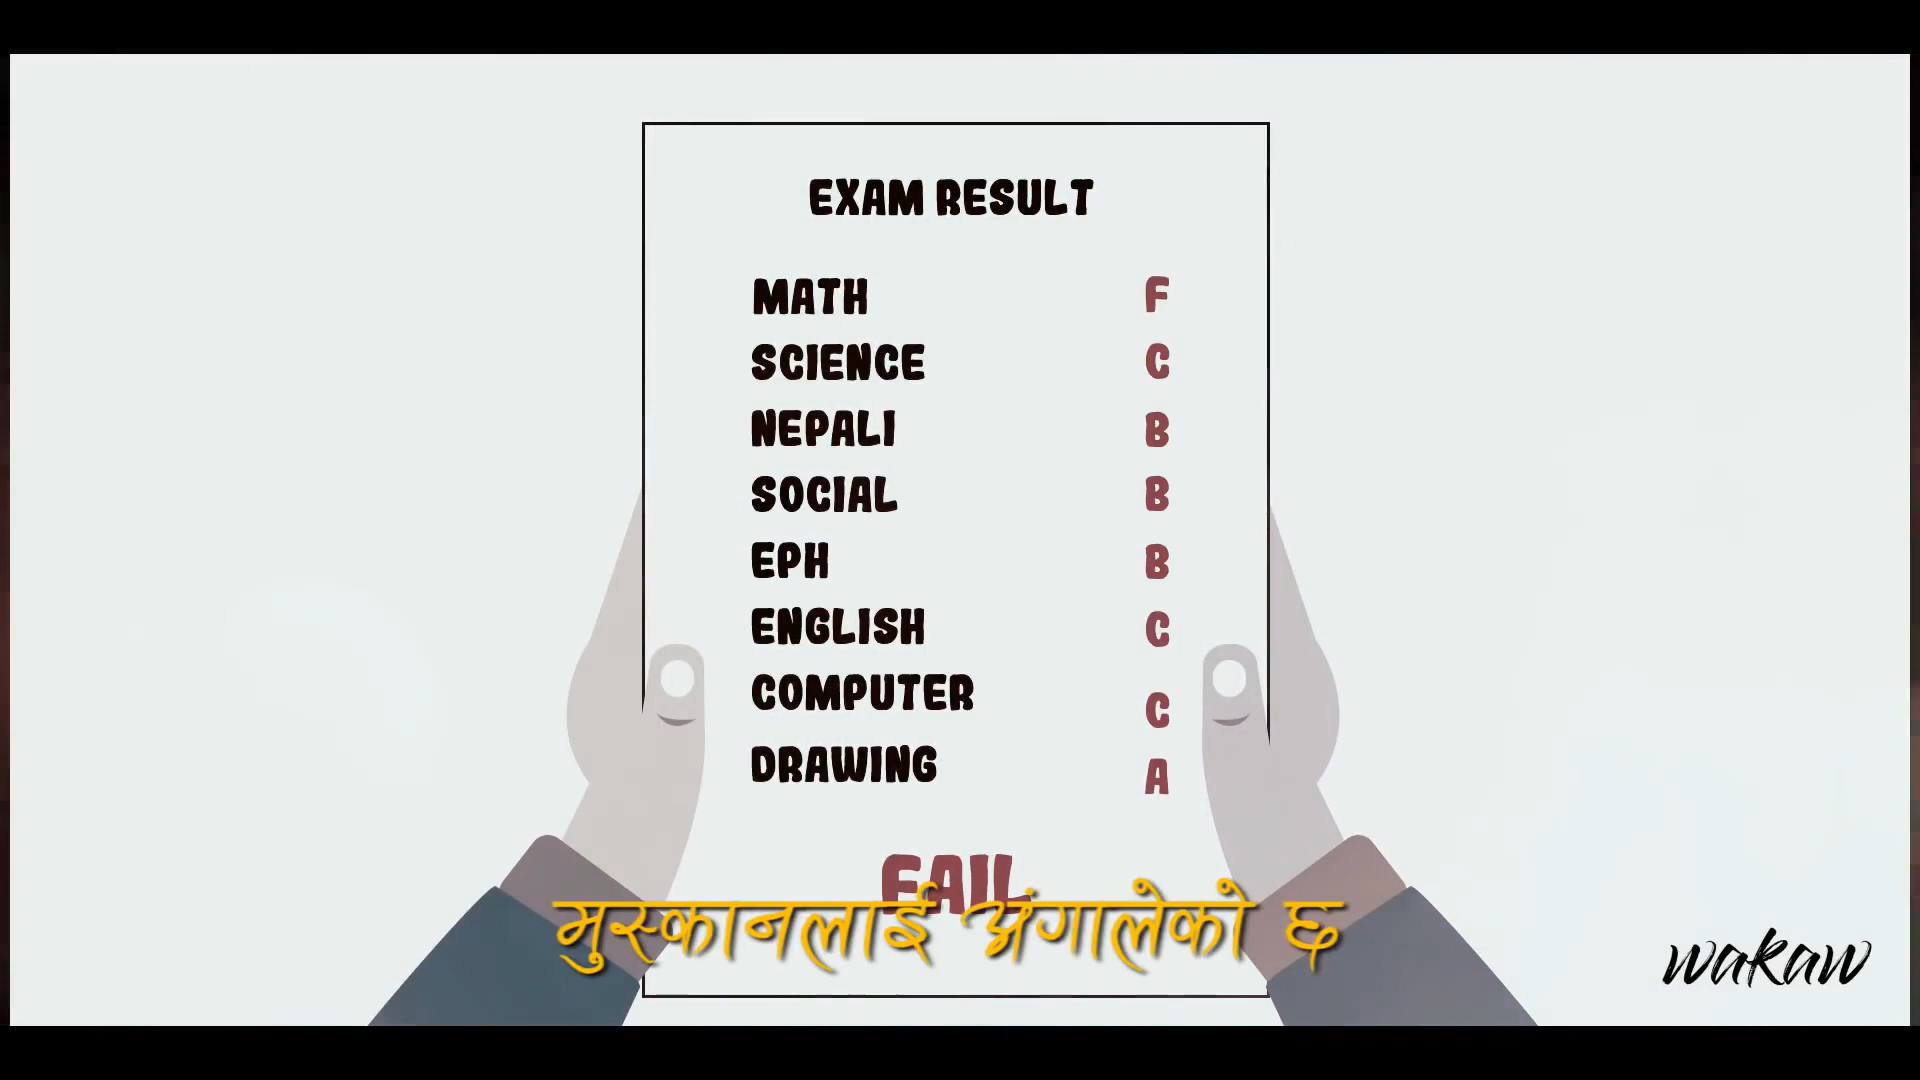 EXAM RESULT
MATH F
SCIENCE C
NEPALI B
SOCIAL B
EPH B
ENGLISH C
COMPUTER C
DRAWING A
FAIL
मुस्कानलाई अंगालेको छ
wakaw